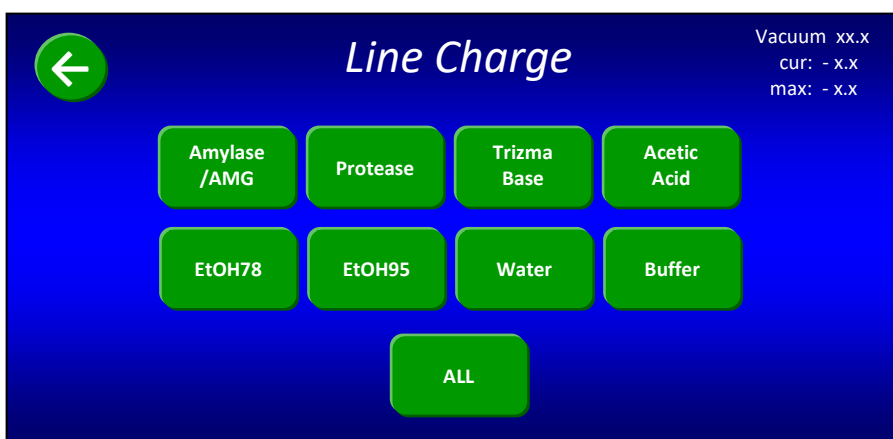 Line Charge
Vacuum xx.x
cur: - x.x
max: - x.x
Amylase
/AMG
Protease
Trizma
Base
Acetic
Acid
EtOH78
EtOH95
Water
Buffer
ALL